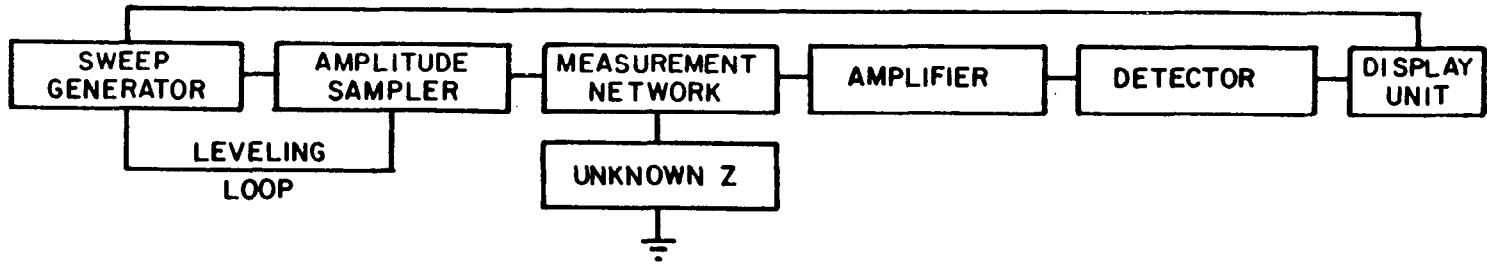 SWEEP
GENERATOR
AMPLITUDE
SAMPLER
MEASUREMENT
NETWORK
AMPLIFIER
DETECTOR
DISPLAY
UNIT
LEVELING
LOOP
UNKNOWN Z